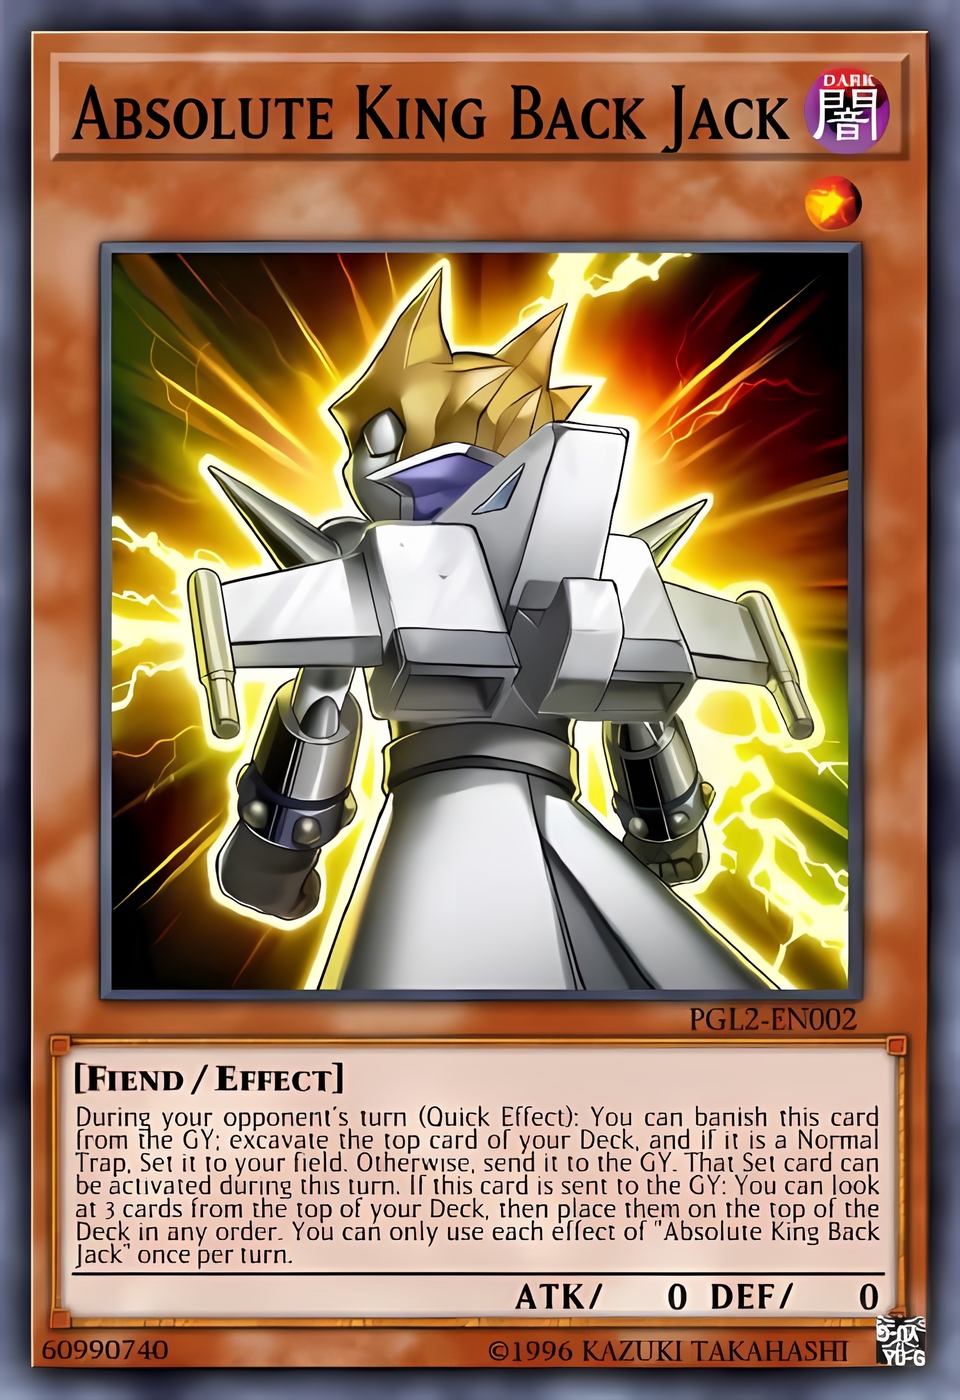 ABSOLUTE KING BACK JACK
DARK
闇
PGL2-EN002
[FIEND / EFFECT]
During your opponent's turn (Quick Effect): You can banish this card
from the GY; excavate the top card of your Deck, and if it is a Normal
Trap, Set it to your field. Otherwise, send it to the GY. That Set card can
be activated during this turn. If this card is sent to the GY: You can look
at 3 cards from the top of your Deck, then place them on the top of the
Deck in any order. You can only use each effect of "Absolute King Back
Jack" once per turn.
ATK/ 0 DEF/ 0
60990740
©1996 KAZUKI TAKAHASHI